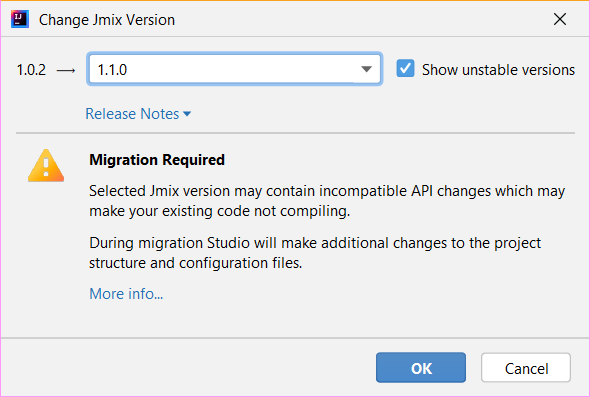 Change Jmix Version
1.0.2 → 1.1.0 Show unstable versions
Release Notes
Migration Required
Selected Jmix version may contain incompatible API changes which may
make your existing code not compiling.
During migration Studio will make additional changes to the project
structure and configuration files.
More info...
OK Cancel